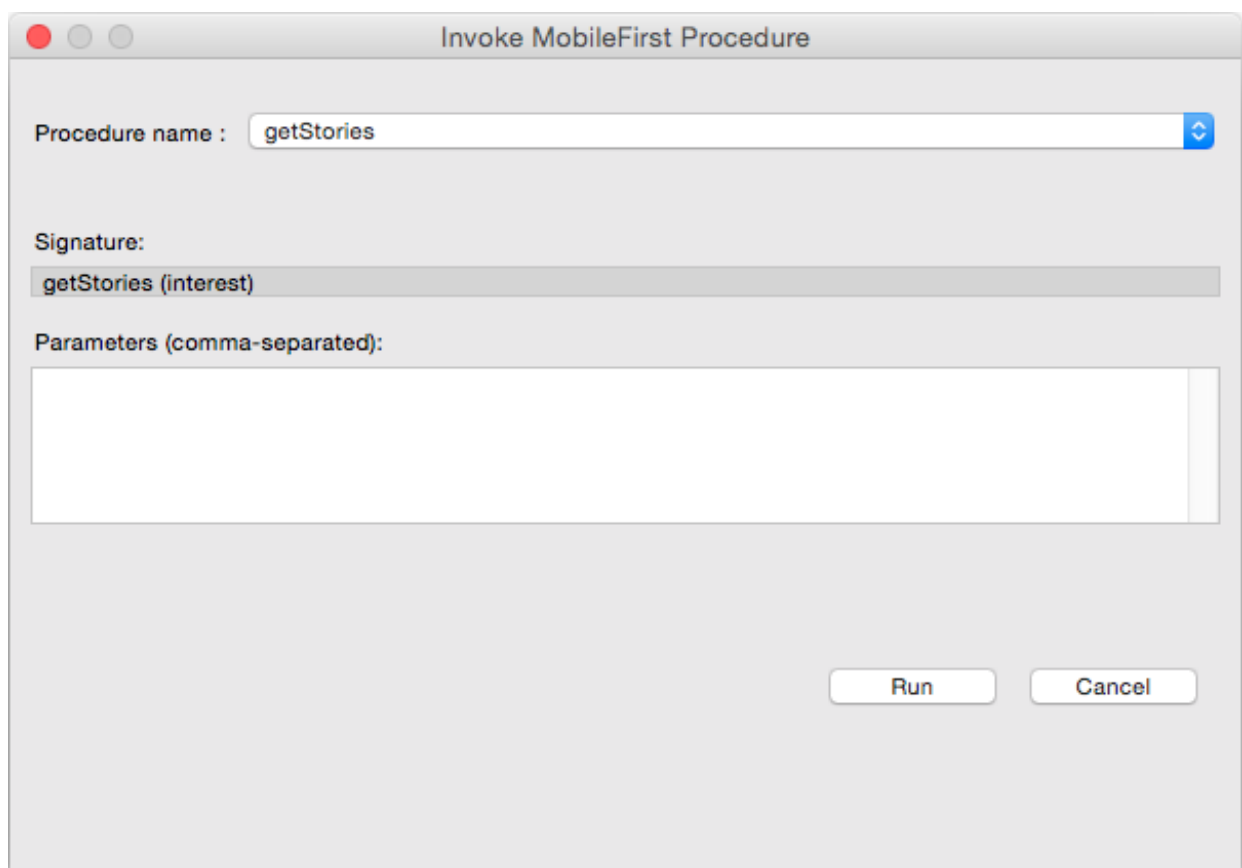 Invoke MobileFirst Procedure
Procedure name : getStories
Signature:
getStories (interest)
Parameters (comma-separated):
Run Cancel